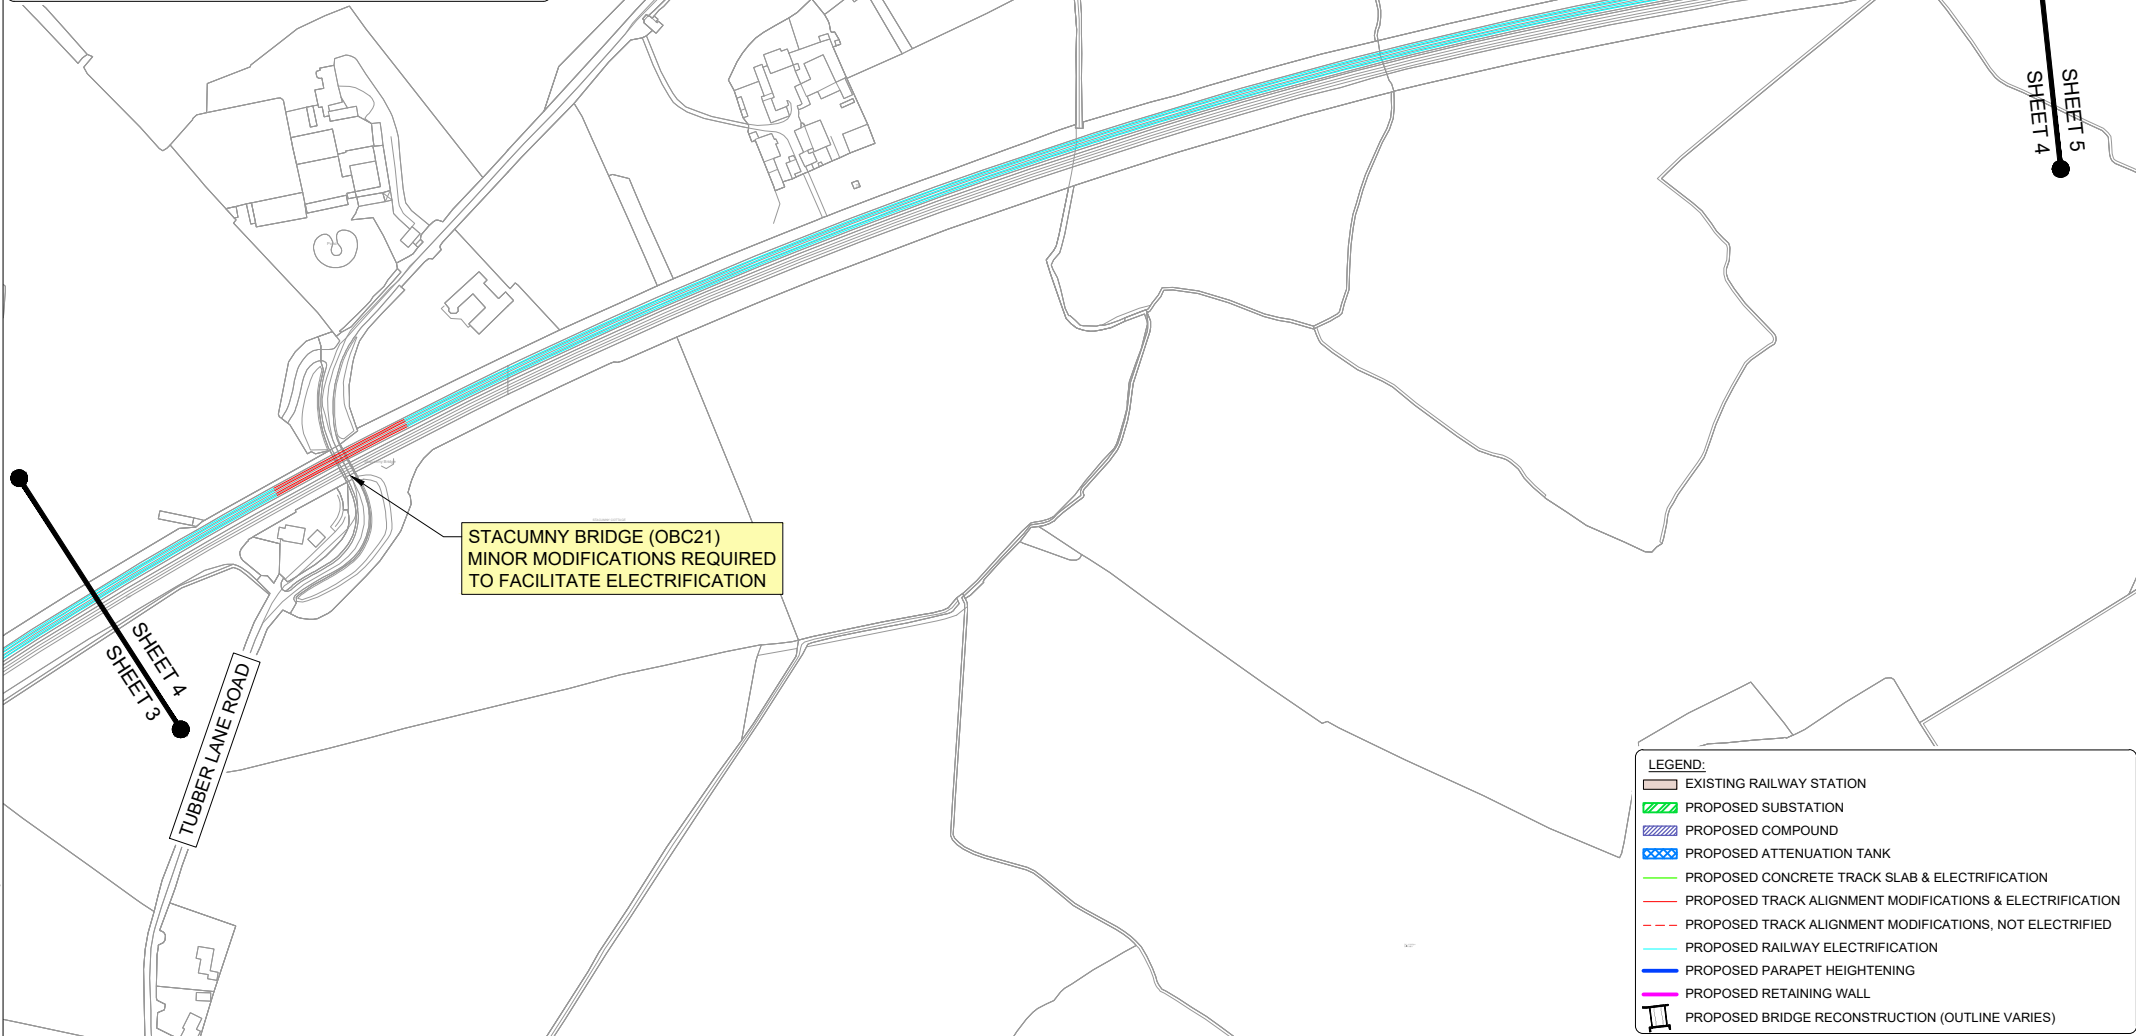 SHEET 5
SHEET 4
STACUMNY BRIDGE (OBC21)
MINOR MODIFICATIONS REQUIRED
TO FACILITATE ELECTRIFICATION
SHEET 4
SHEET 3
TUBBER LANE ROAD
LEGEND:
EXISTING RAILWAY STATION
PROPOSED SUBSTATION
PROPOSED COMPOUND
PROPOSED ATTENUATION TANK
PROPOSED CONCRETE TRACK SLAB & ELECTRIFICATION
PROPOSED TRACK ALIGNMENT MODIFICATIONS & ELECTRIFICATION
PROPOSED TRACK ALIGNMENT MODIFICATIONS, NOT ELECTRIFIED
PROPOSED RAILWAY ELECTRIFICATION
PROPOSED PARAPET HEIGHTENING
PROPOSED RETAINING WALL
PROPOSED BRIDGE RECONSTRUCTION (OUTLINE VARIES)